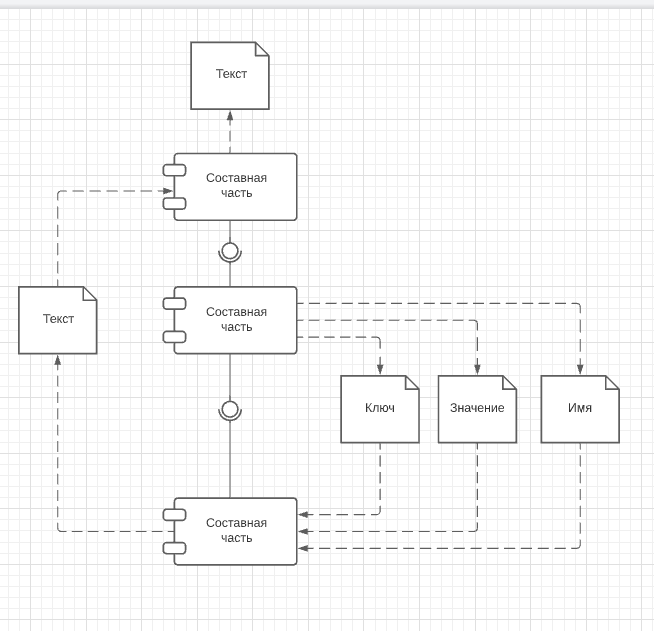 Текст
Составная
часть
Текст
Составная
часть
Ключ
Значение
Имя
Составная
часть